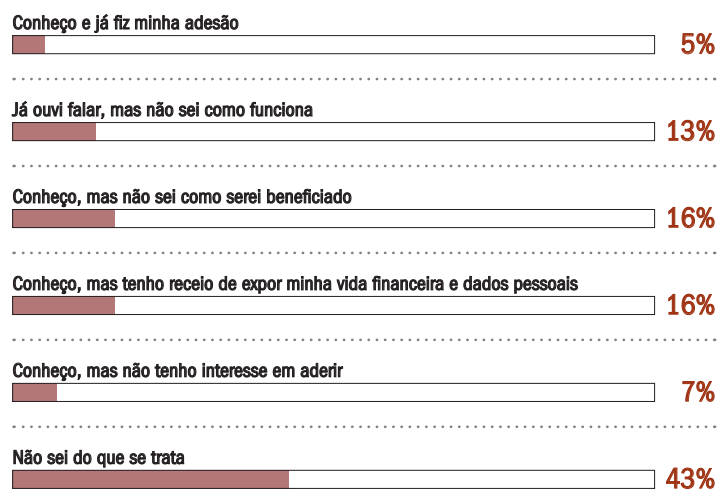 Conheço e já fiz minha adesão
5%
Já ouvi falar, mas não sei como funciona
13%
Conheço, mas não sei como serei beneficiado
16%
Conheço, mas tenho receio de expor minha vida financeira e dados pessoais
16%
Conheço, mas não tenho interesse em aderir
7%
Não sei do que se trata
43%